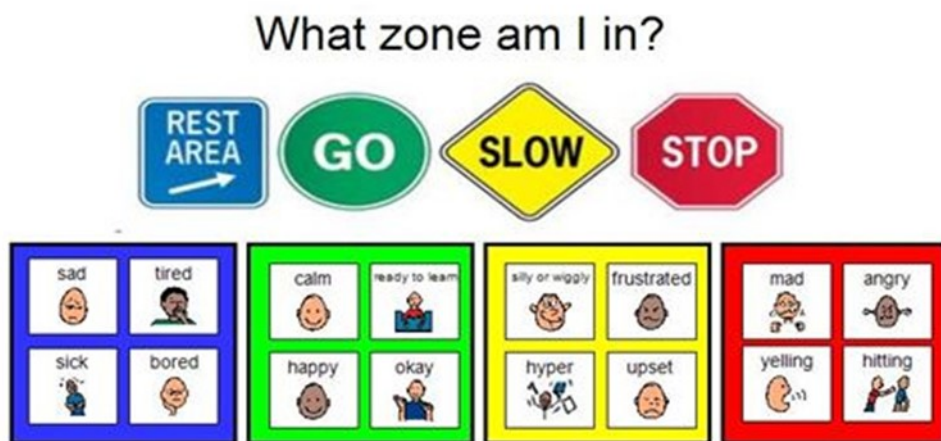 What zone am I in?
REST
AREA
GO
SLOW
STOP
sad
tired
sick
bored
calm
ready to learn
happy
okay
silly or wiggly
frustrated
hyper
upset
mad
angry
yelling
hitting